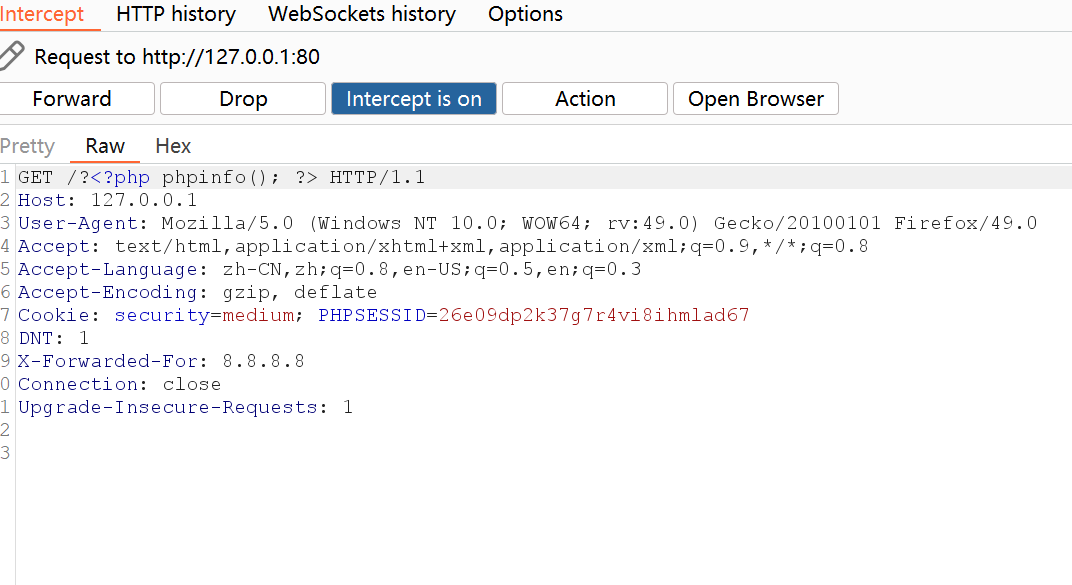 Intercept HTTP history WebSockets history Options
Request to http://127.0.0.1:80
Forward Drop Intercept is on Action Open Browser
Pretty Raw Hex
1 GET /?<?php phpinfo(); ?> HTTP/1.1
2 Host: 127.0.0.1
3 User-Agent: Mozilla/5.0 (Windows NT 10.0; WOW64; rv:49.0) Gecko/20100101 Firefox/49.0
4 Accept: text/html,application/xhtml+xml,application/xml;q=0.9,*/*;q=0.8
5 Accept-Language: zh-CN,zh;q=0.8,en-US;q=0.5,en;q=0.3
6 Accept-Encoding: gzip, deflate
7 Cookie: security=medium; PHPSESSID=26e09dp2k37g7r4vi8ihmlad67
8 DNT: 1
9 X-Forwarded-For: 8.8.8.8
0 Connection: close
1 Upgrade-Insecure-Requests: 1
2
3